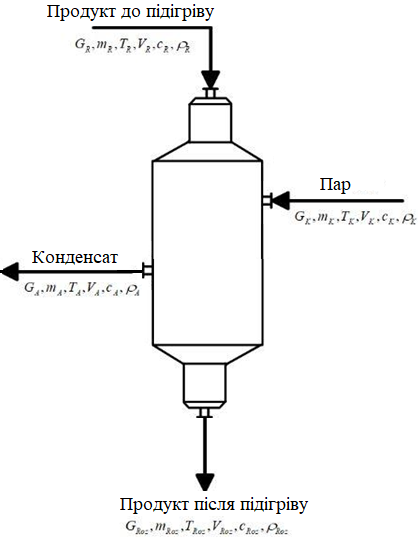 Продукт до підігріву
G_R, m_R, T_R, V_R, c_R, ρ_R
Пар
G_K, m_K, T_K, V_K, c_K, ρ_K
Конденсат
G_A, m_A, T_A, V_A, c_A, ρ_A
Продукт після підігріву
G_Roz, m_Roz, T_Roz, V_Roz, c_Roz, ρ_Roz